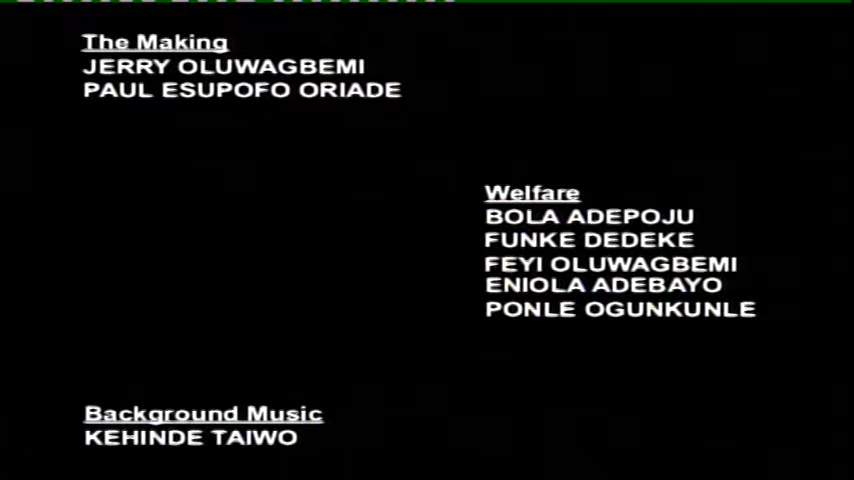 The Making
JERRY OLUWAGBEMI
PAUL ESUPOFO ORIADE
Welfare
BOLA ADEPOJU
FUNKE DEDEKE
FEYI OLUWAGBEMI
ENIOLA ADEBAYO
PONLE OGUNKUNLE
Background Music
KEHINDE TAIWO